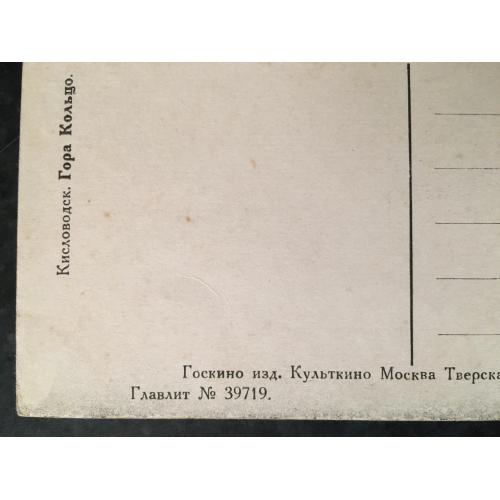 Кисловодск. Гора Кольцо.
Госкино изд. Культкино Москва Тверска
Главлит № 39719.